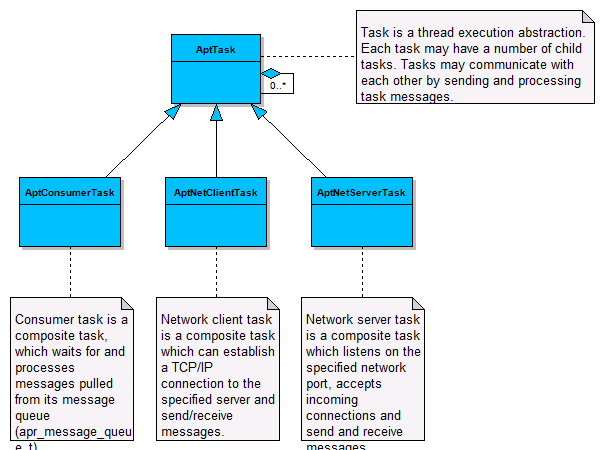 AptTask
Task is a thread execution abstraction.
Each task may have a number of child
tasks. Tasks may communicate with
each other by sending and processing
task messages.
0..*
AptConsumerTask
AptNetClientTask
AptNetServerTask
Consumer task is a
composite task,
which waits for and
processes
messages pulled
from its message
queue
(apr_message_queu
e_t)
Network client task
is a composite task
which can establish
a TCP/IP
connection to the
specified server and
send/receive
messages.
Network server task
is a composite task
which listens on the
specified network
port, accepts
incoming
connections and
send and receive
messages